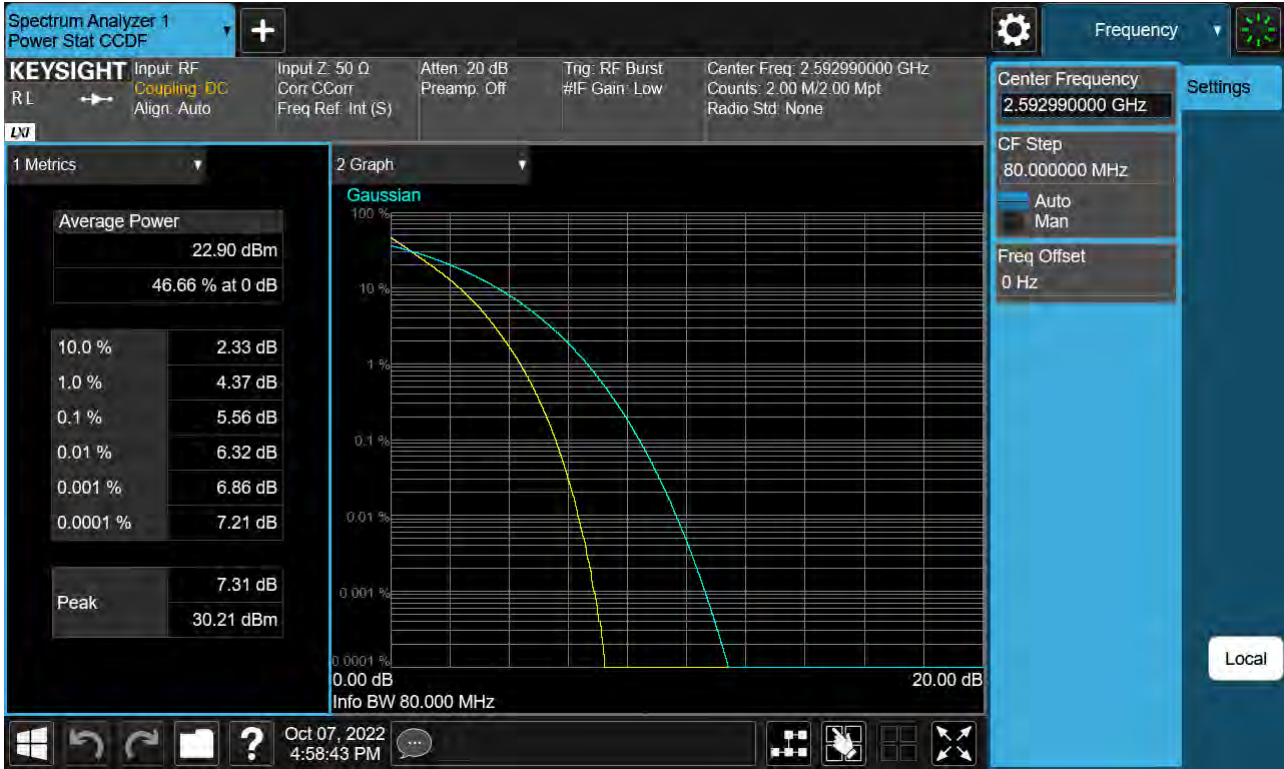 Spectrum Analyzer 1
Power Stat CCDF
+
Frequency
KEYSIGHT
R L
LXI
Input: RF
Coupling: DC
Align: Auto
Input Z: 50 Ω
Corr CCorr
Freq Ref: Int (S)
Atten: 20 dB
Preamp: Off
Trig: RF Burst
#IF Gain: Low
Center Freq: 2.592990000 GHz
Counts: 2.00 M/2.00 Mpt
Radio Std: None
Center Frequency
2.592990000 GHz
CF Step
80.000000 MHz
Auto
Man
Freq Offset
0 Hz
Settings
Local
1 Metrics
Average Power
22.90 dBm
46.66 % at 0 dB
10.0 % 2.33 dB
1.0 % 4.37 dB
0.1 % 5.56 dB
0.01 % 6.32 dB
0.001 % 6.86 dB
0.0001 % 7.21 dB
Peak
7.31 dB
30.21 dBm
2 Graph
Gaussian
100 %
10 %
1 %
0.1 %
0.01 %
0.001 %
0.0001 %
0.00 dB 20.00 dB
Info BW 80.000 MHz
?
Oct 07, 2022
4:58:43 PM